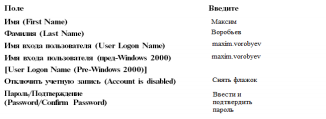 Поле Введите
Имя (First Name) Максим
Фамилия (Last Name) Воробьев
Имя входа пользователя (User Logon Name) maxim.vorobyev
Имя входа пользователя (пред-Windows 2000) maxim.vorobyev
[User Logon Name (Pre-Windows 2000)]
Отключить учетную запись (Account is disabled) Снять флажок
Пароль/Подтверждение Ввести и
(Password/Confirm Password) подтвердить
пароль